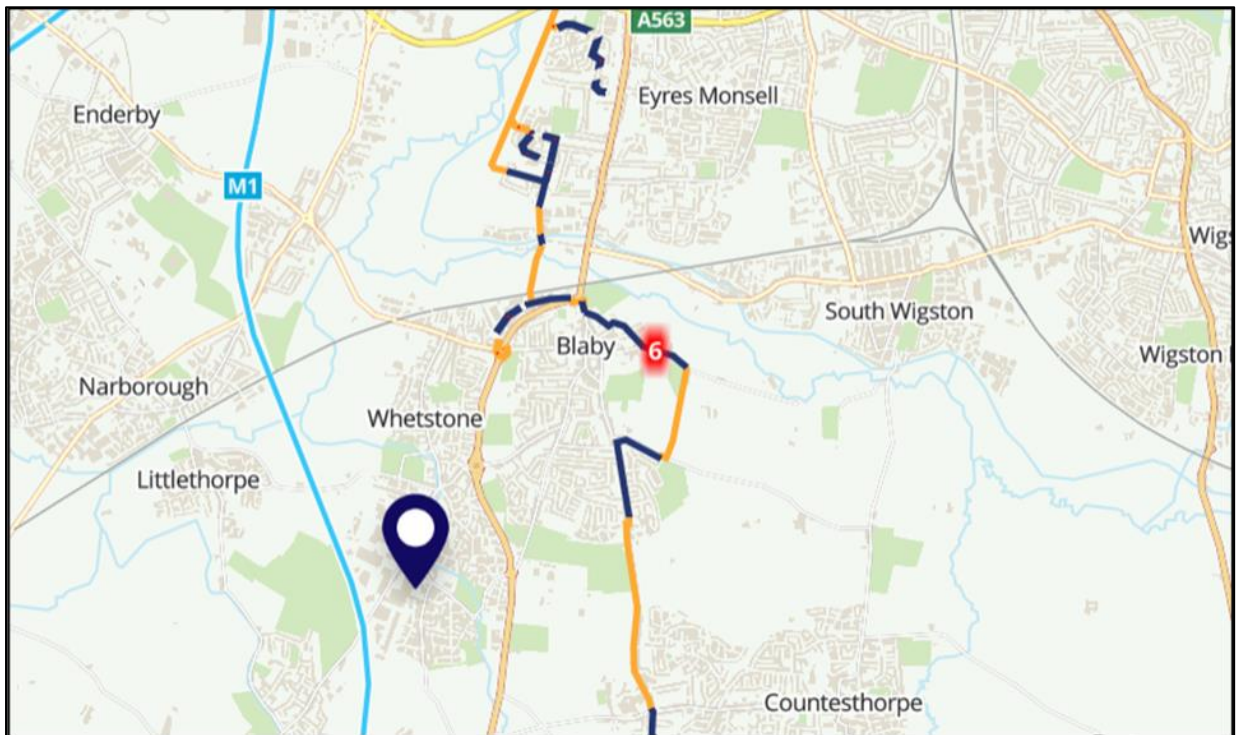 A563
Eyres Monsell
Enderby
M1
Wigs
South Wigston
Blaby
6
Wigston
Narborough
Whetstone
Littlethorpe
Countesthorpe